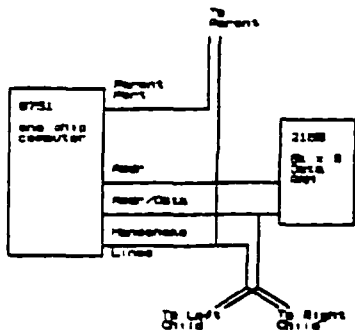 To
Parent
8751
one chip
computer
Parent
Port
2186
8k x 8
Data
RAM
Addr
Addr/Data
Handshake
Lines
To Left
Child
To Right
Child